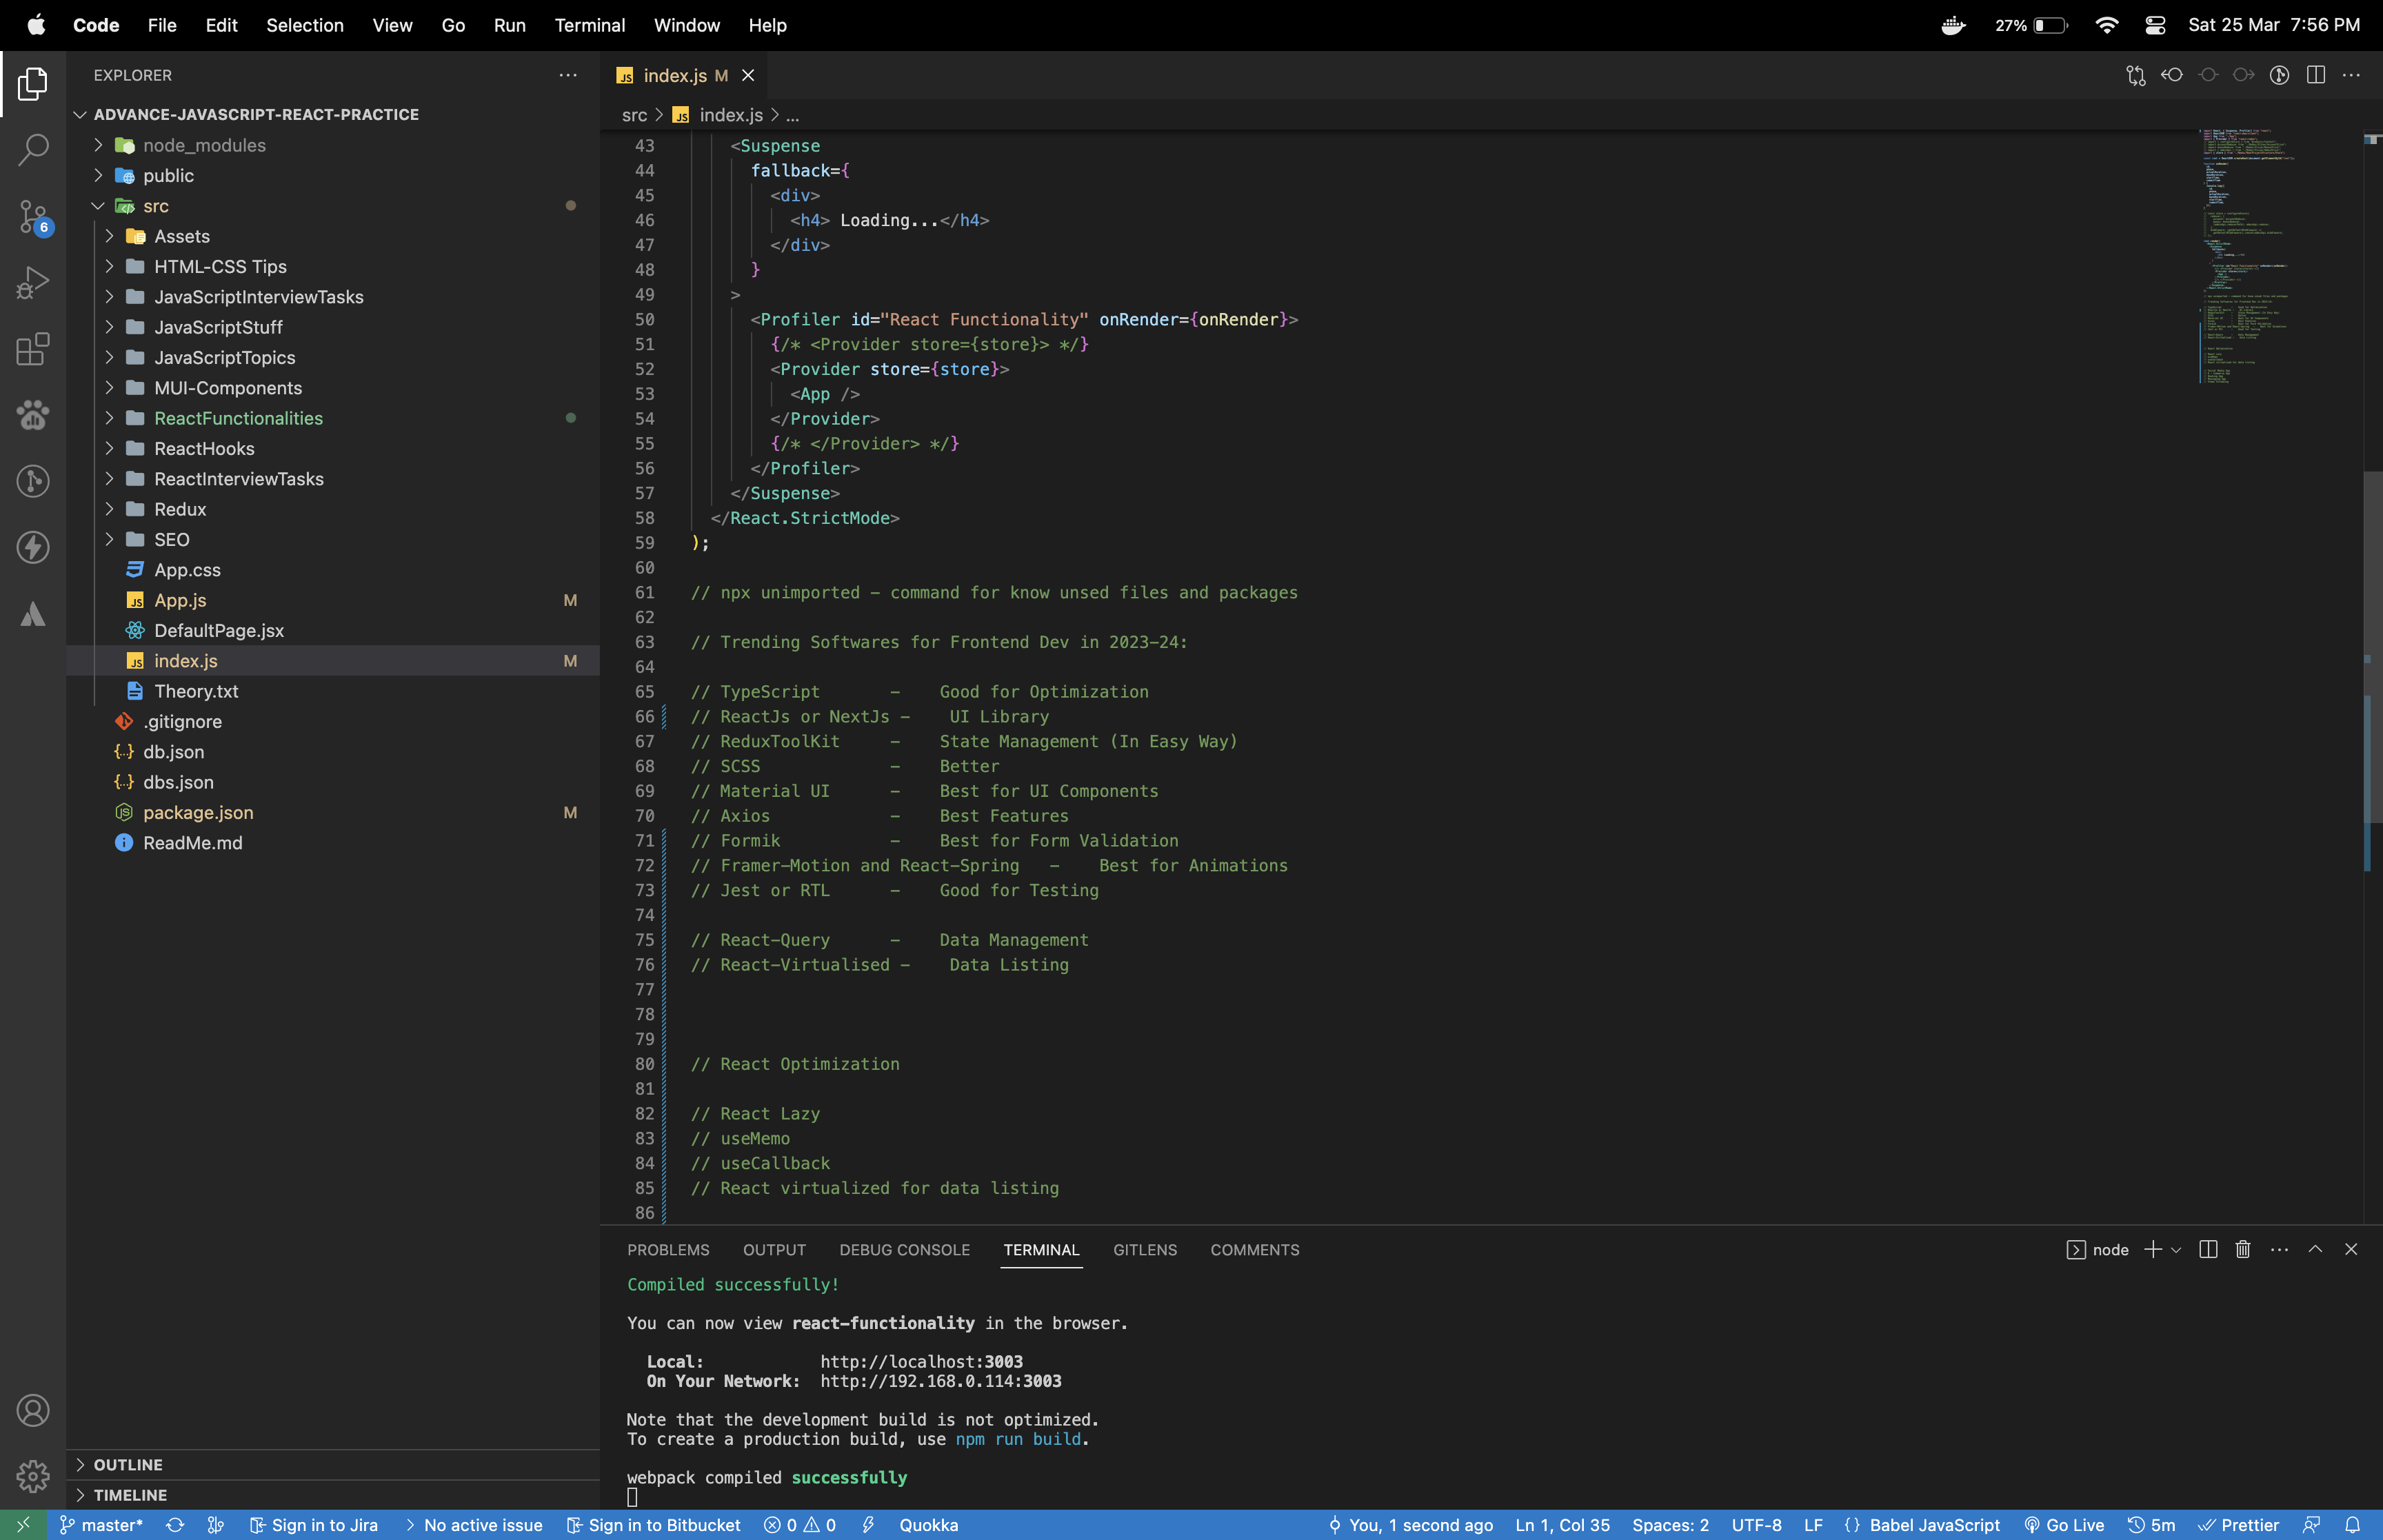 Code File Edit Selection View Go Run Terminal Window Help 27% Sat 25 Mar 7:56 PM
EXPLORER
ADVANCE-JAVASCRIPT-REACT-PRACTICE
node_modules
public
src
Assets
HTML-CSS Tips
JavaScriptInterviewTasks
JavaScriptStuff
JavaScriptTopics
MUI-Components
ReactFunctionalities
ReactHooks
ReactInterviewTasks
Redux
SEO
App.css
App.js M
DefaultPage.jsx
index.js M
Theory.txt
.gitignore
db.json
dbs.json
package.json M
ReadMe.md
OUTLINE
TIMELINE
6
index.js M
src > index.js > ...
43 <Suspense
44 fallback={
45 <div>
46 <h4> Loading...</h4>
47 </div>
48 }
49 >
50 <Profiler id="React Functionality" onRender={onRender}>
51 {/* <Provider store={store}> */}
52 <Provider store={store}>
53 <App />
54 </Provider>
55 {/* </Provider> */}
56 </Profiler>
57 </Suspense>
58 </React.StrictMode>
59 );
60
61 // npx unimported - command for know unsed files and packages
62
63 // Trending Softwares for Frontend Dev in 2023-24:
64
65 // TypeScript - Good for Optimization
66 // ReactJs or NextJs - UI Library
67 // ReduxToolKit - State Management (In Easy Way)
68 // SCSS - Better
69 // Material UI - Best for UI Components
70 // Axios - Best Features
71 // Formik - Best for Form Validation
72 // Framer-Motion and React-Spring - Best for Animations
73 // Jest or RTL - Good for Testing
74
75 // React-Query - Data Management
76 // React-Virtualised - Data Listing
77
78
79
80 // React Optimization
81
82 // React Lazy
83 // useMemo
84 // useCallback
85 // React virtualized for data listing
86
PROBLEMS OUTPUT DEBUG CONSOLE TERMINAL GITLENS COMMENTS node
Compiled successfully!
You can now view react-functionality in the browser.
Local: http://localhost:3003
On Your Network: http://192.168.0.114:3003
Note that the development build is not optimized.
To create a production build, use npm run build.
webpack compiled successfully
master* Sign in to Jira No active issue Sign in to Bitbucket 0 0 Quokka You, 1 second ago Ln 1, Col 35 Spaces: 2 UTF-8 LF {} Babel JavaScript Go Live 5m Prettier